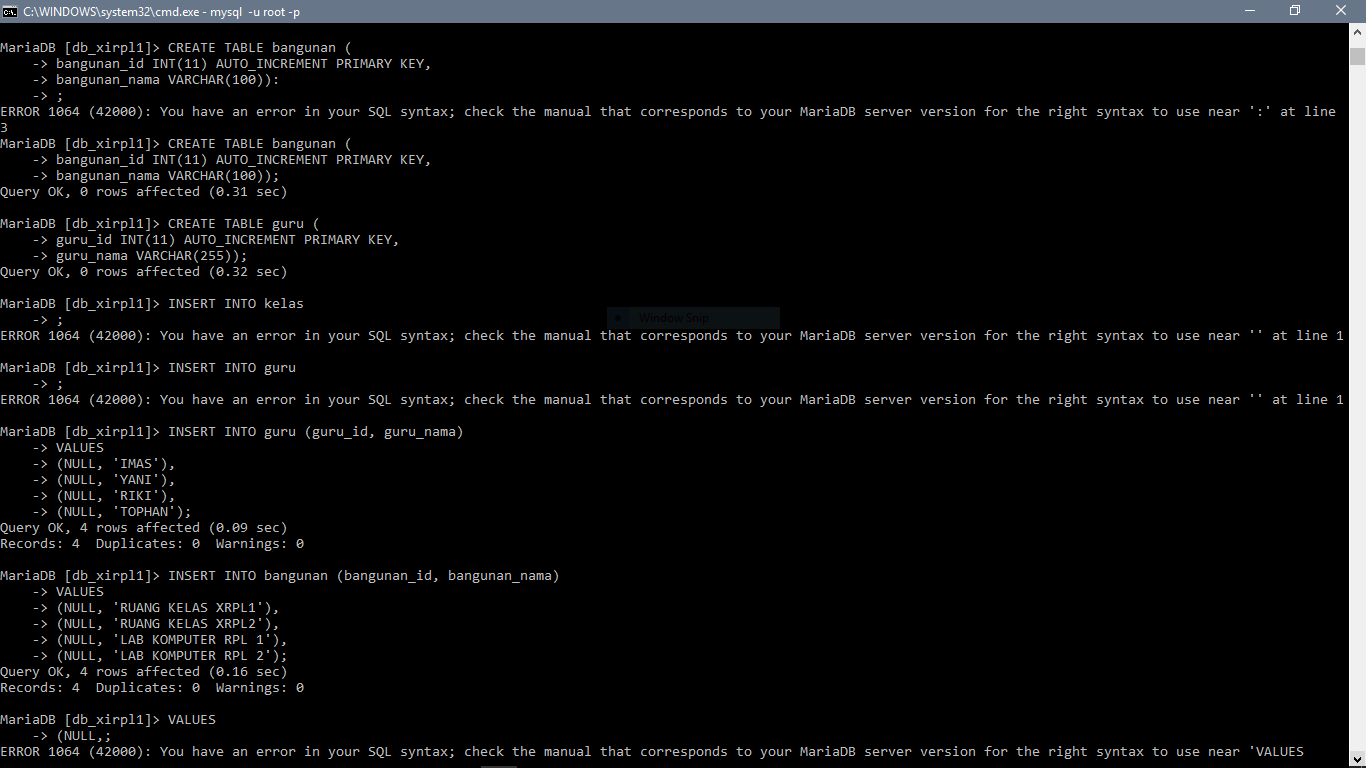 C:\WINDOWS\system32\cmd.exe - mysql  -u root -p
MariaDB [db_xirpl1]> CREATE TABLE bangunan (
    -> bangunan_id INT(11) AUTO_INCREMENT PRIMARY KEY,
    -> bangunan_nama VARCHAR(100)):
    -> ;
ERROR 1064 (42000): You have an error in your SQL syntax; check the manual that corresponds to your MariaDB server version for the right syntax to use near ':' at line
3
MariaDB [db_xirpl1]> CREATE TABLE bangunan (
    -> bangunan_id INT(11) AUTO_INCREMENT PRIMARY KEY,
    -> bangunan_nama VARCHAR(100));
Query OK, 0 rows affected (0.31 sec)
MariaDB [db_xirpl1]> CREATE TABLE guru (
    -> guru_id INT(11) AUTO_INCREMENT PRIMARY KEY,
    -> guru_nama VARCHAR(255));
Query OK, 0 rows affected (0.32 sec)
MariaDB [db_xirpl1]> INSERT INTO kelas
    -> ;
Window Snip
ERROR 1064 (42000): You have an error in your SQL syntax; check the manual that corresponds to your MariaDB server version for the right syntax to use near '' at line 1
MariaDB [db_xirpl1]> INSERT INTO guru
    -> ;
ERROR 1064 (42000): You have an error in your SQL syntax; check the manual that corresponds to your MariaDB server version for the right syntax to use near '' at line 1
MariaDB [db_xirpl1]> INSERT INTO guru (guru_id, guru_nama)
    -> VALUES
    -> (NULL, 'IMAS'),
    -> (NULL, 'YANI'),
    -> (NULL, 'RIKI'),
    -> (NULL, 'TOPHAN');
Query OK, 4 rows affected (0.09 sec)
Records: 4  Duplicates: 0  Warnings: 0
MariaDB [db_xirpl1]> INSERT INTO bangunan (bangunan_id, bangunan_nama)
    -> VALUES
    -> (NULL, 'RUANG KELAS XRPL1'),
    -> (NULL, 'RUANG KELAS XRPL2'),
    -> (NULL, 'LAB KOMPUTER RPL 1'),
    -> (NULL, 'LAB KOMPUTER RPL 2');
Query OK, 4 rows affected (0.16 sec)
Records: 4  Duplicates: 0  Warnings: 0
MariaDB [db_xirpl1]> VALUES
    -> (NULL,;
ERROR 1064 (42000): You have an error in your SQL syntax; check the manual that corresponds to your MariaDB server version for the right syntax to use near 'VALUES